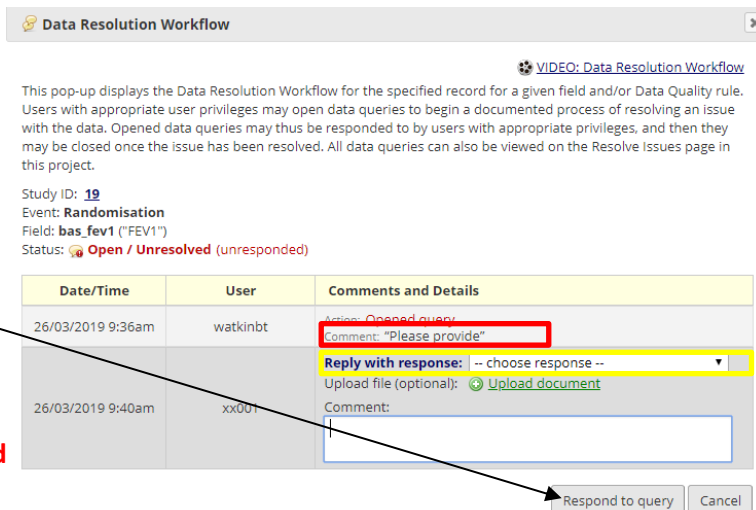 Data Resolution Workflow
VIDEO: Data Resolution Workflow
This pop-up displays the Data Resolution Workflow for the specified record for a given field and/or Data Quality rule.
Users with appropriate user privileges may open data queries to begin a documented process of resolving an issue
with the data. Opened data queries may thus be responded to by users with appropriate privileges, and then they
may be closed once the issue has been resolved. All data queries can also be viewed on the Resolve Issues page in
this project.
Study ID: 19
Event: Randomisation
Field: bas_fev1 ("FEV1")
Status: Open / Unresolved (unresponded)
Date/Time User Comments and Details
Action: Opened query
26/03/2019 9:36am watkinbt Comment: "Please provide"
Reply with response: -- choose response --
Upload file (optional): Upload document
26/03/2019 9:40am xx001 Comment:
d
Respond to query Cancel